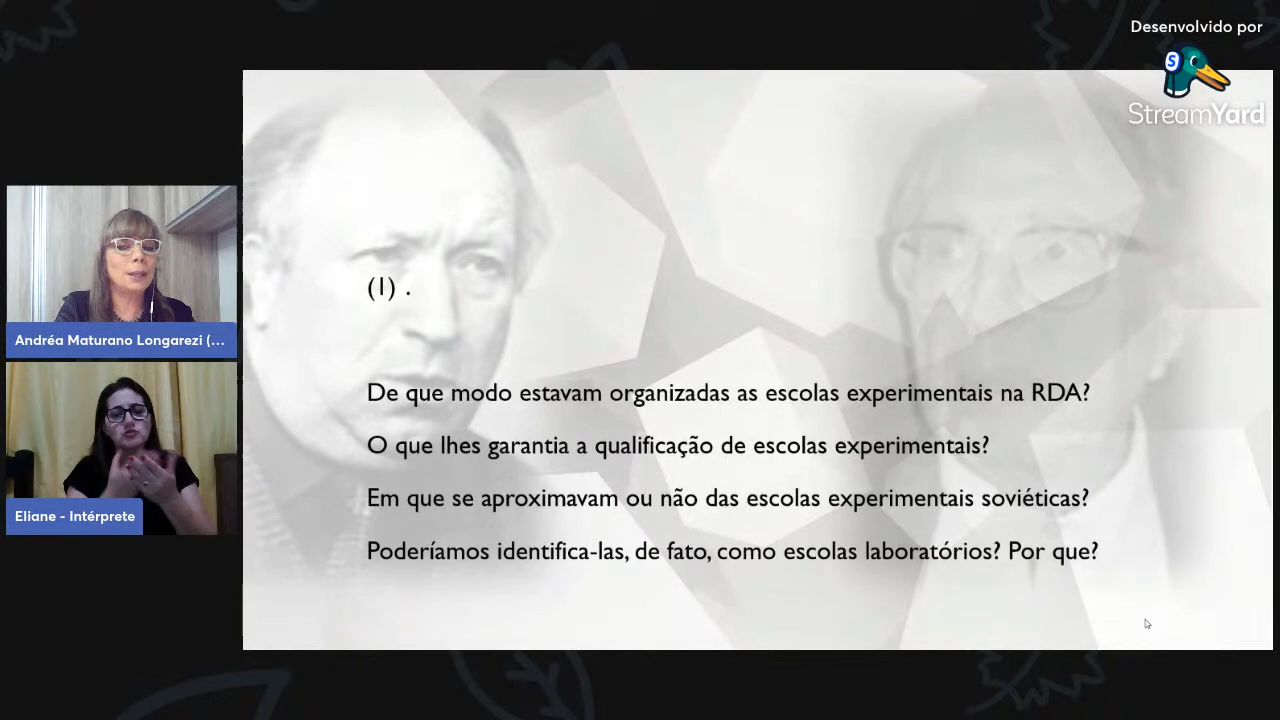 Desenvolvido por
S
StreamYard
(I) .
De que modo estavam organizadas as escolas experimentais na RDA?
O que lhes garantia a qualificação de escolas experimentais?
Em que se aproximavam ou não das escolas experimentais soviéticas?
Poderíamos identifica-las, de fato, como escolas laboratórios? Por que?
Andréa Maturano Longarezi (...
Eliane - Intérprete